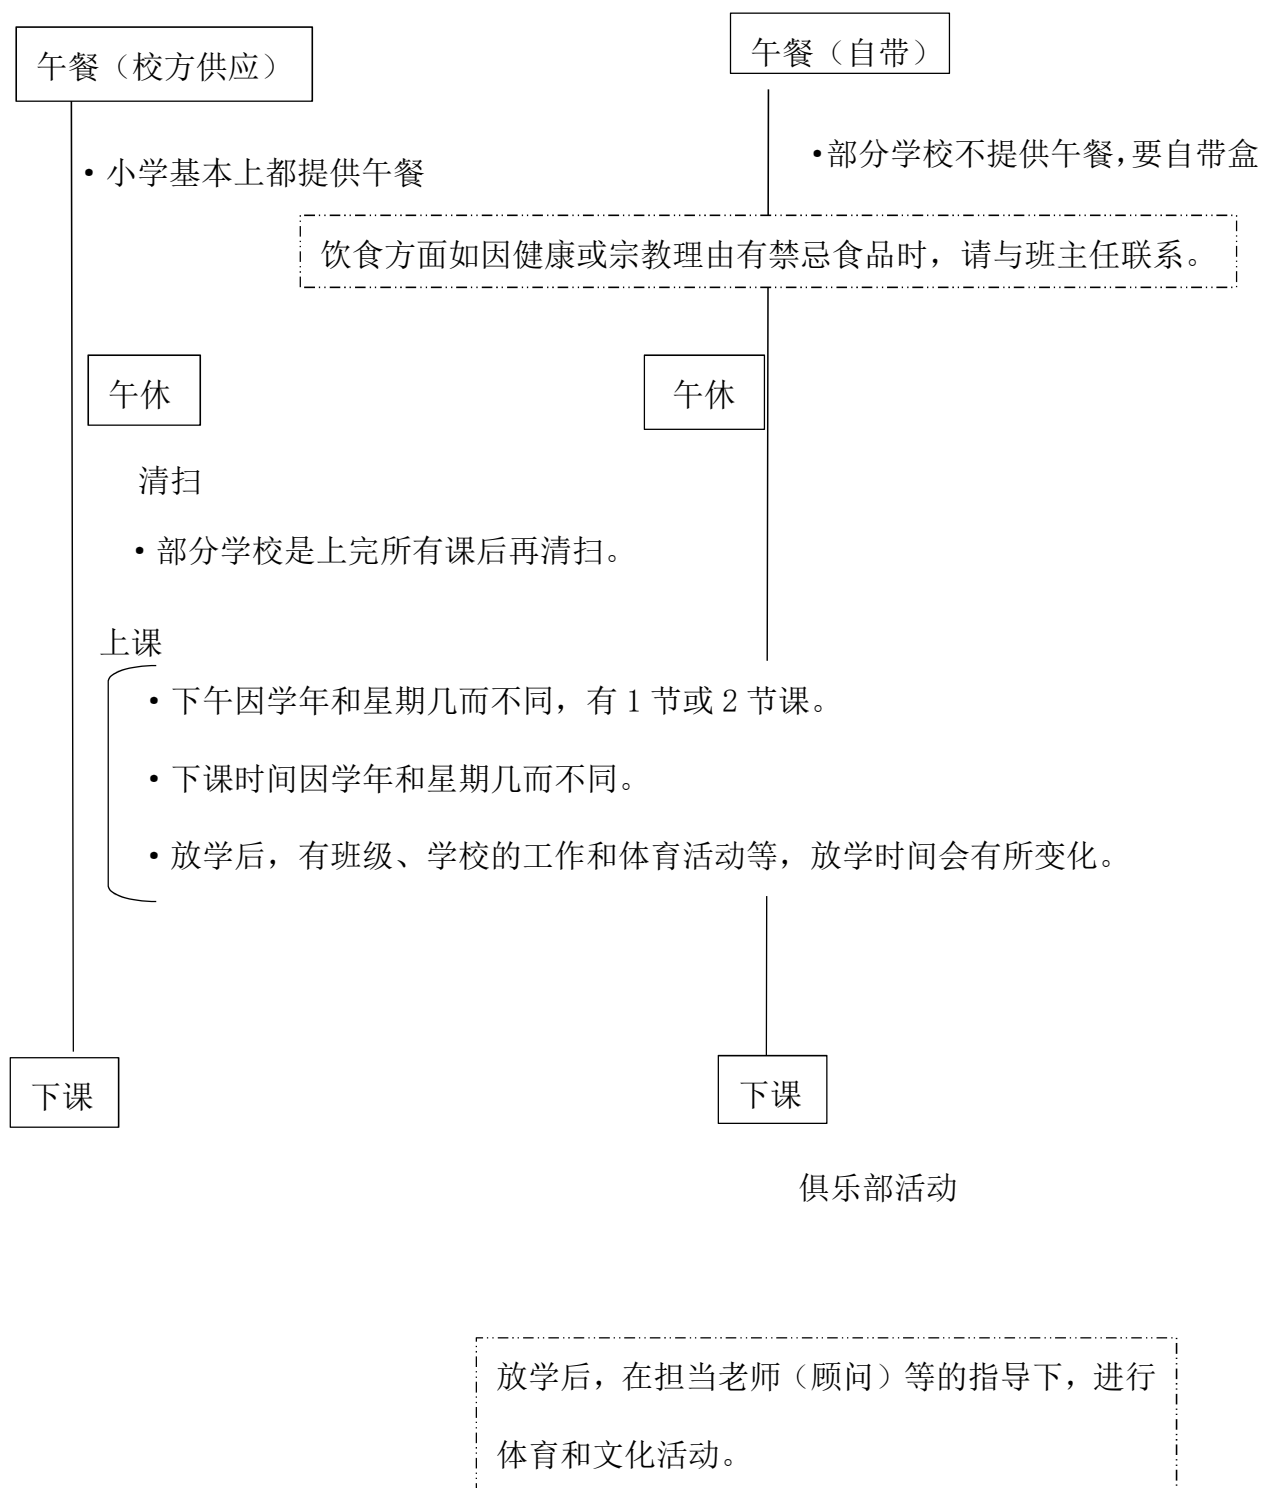 午餐（校方供应）
午餐（自带）
·小学基本上都提供午餐
·部分学校不提供午餐，要自带盒
饮食方面如因健康或宗教理由有禁忌食品时，请与班主任联系。
午休
午休
清扫
·部分学校是上完所有课后再清扫。
上课
·下午因学年和星期几而不同，有 1 节或 2 节课。
·下课时间因学年和星期几而不同。
·放学后，有班级、学校的工作和体育活动等，放学时间会有所变化。
下课
下课
俱乐部活动
放学后，在担当老师（顾问）等的指导下，进行
体育和文化活动。